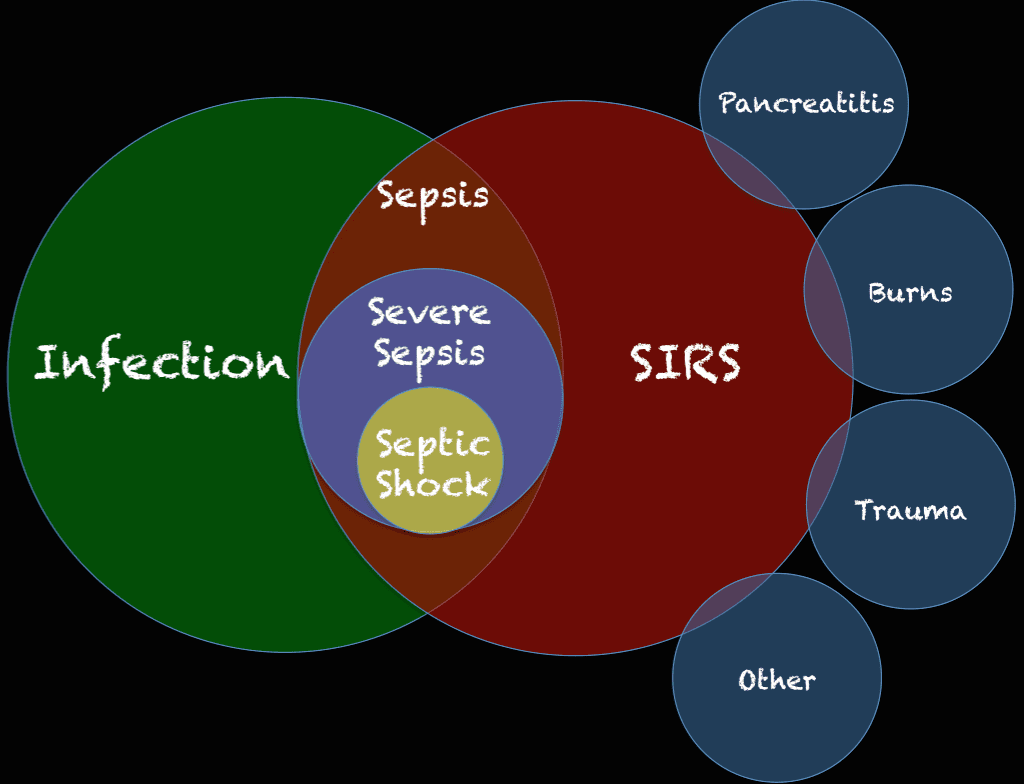 Pancreatitis
Sepsis
Burns
Severe
Sepsis
Infection
SIRS
Septic
Shock
Trauma
Other